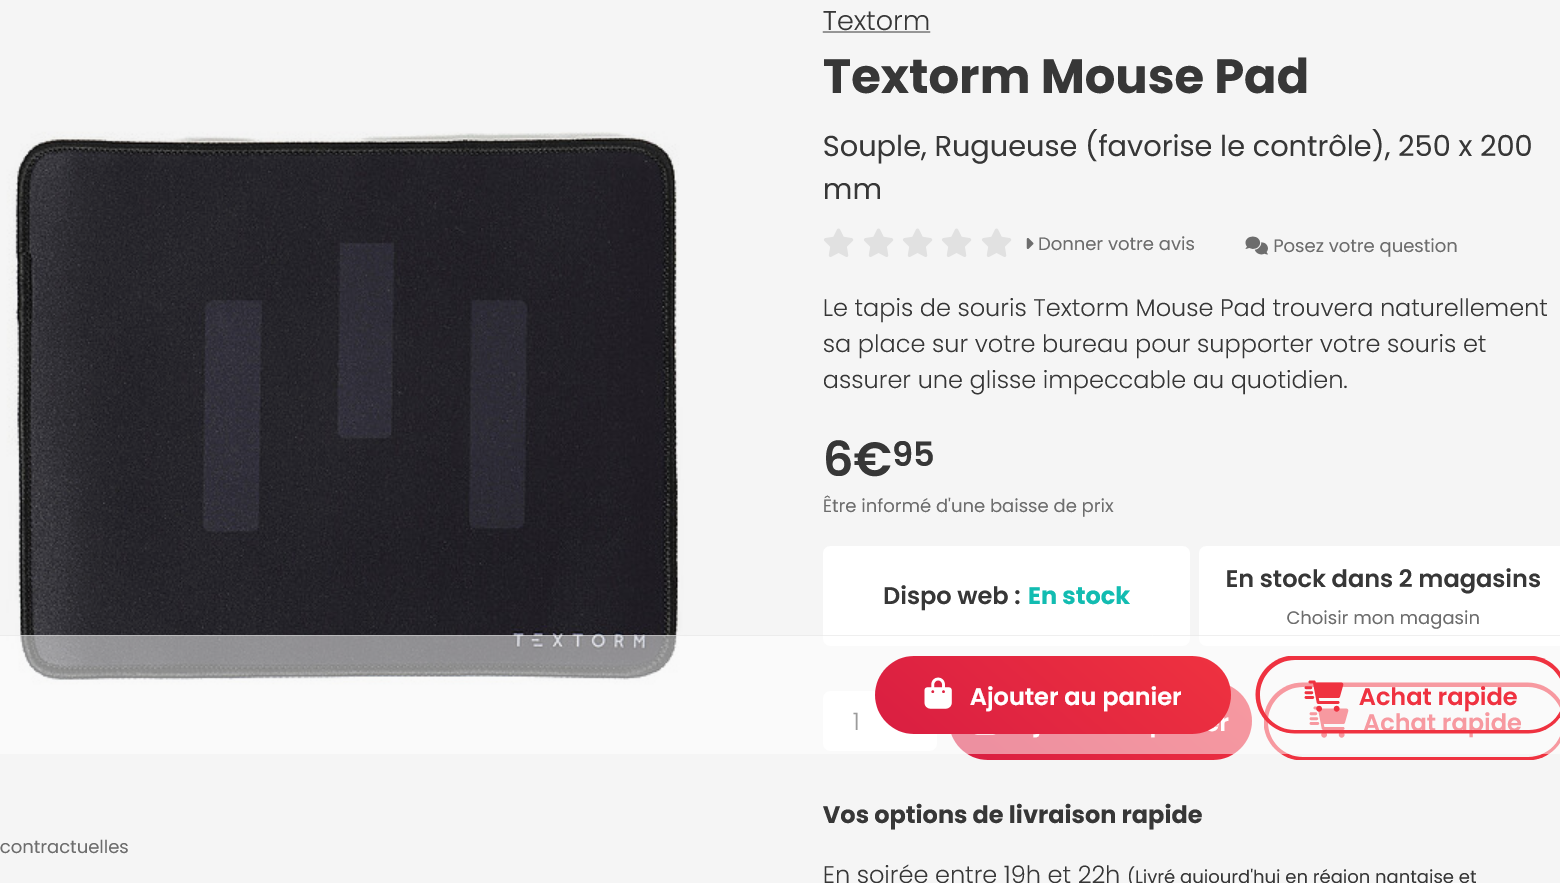 Textorm
Textorm Mouse Pad
Souple, Rugueuse (favorise le contrôle), 250 x 200
mm
Donner votre avis
Posez votre question
Le tapis de souris Textorm Mouse Pad trouvera naturellement
sa place sur votre bureau pour supporter votre souris et
assurer une glisse impeccable au quotidien.
6€95
Être informé d'une baisse de prix
Dispo web : En stock
En stock dans 2 magasins
Choisir mon magasin
TEXTORM
Ajouter au panier
Achat rapide
1
Achat rapide
Vos options de livraison rapide
contractuelles
En soirée entre 19h et 22h (Livré aujourd'hui en région nantaise et